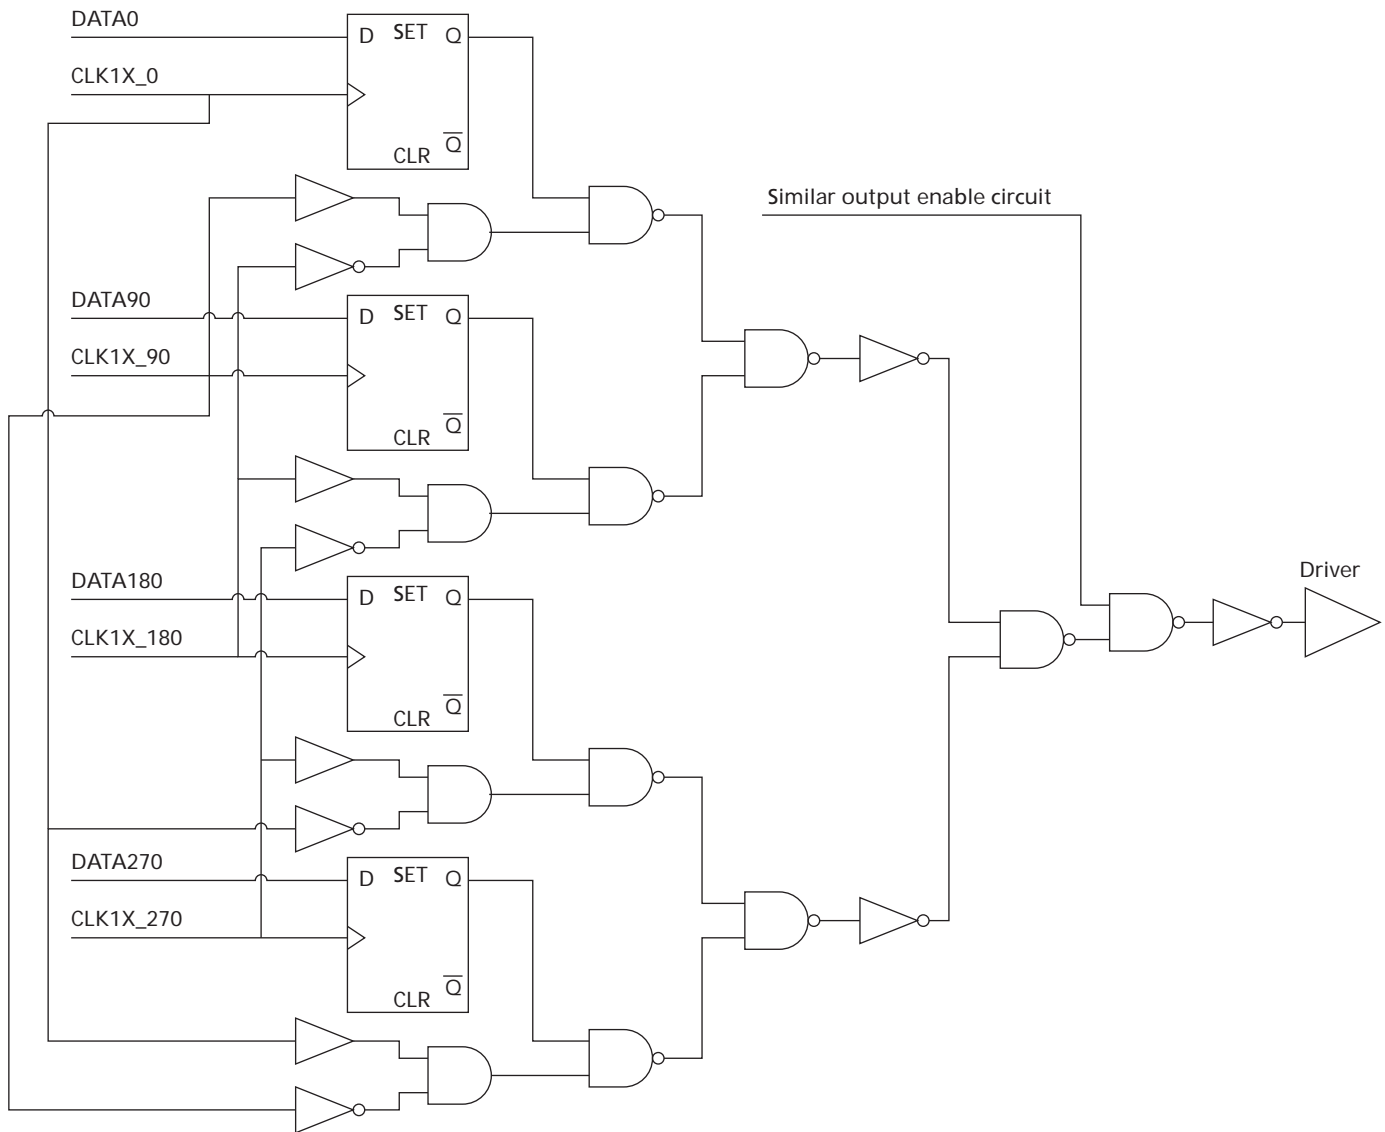 DATA0
D SET Q
CLK1X_0
Q
CLR
Similar output enable circuit
DATA90
D SET Q
CLK1X_90
Q
CLR
DATA180
D SET Q
CLK1X_180
Q
CLR
Driver
DATA270
D SET Q
CLK1X_270
Q
CLR